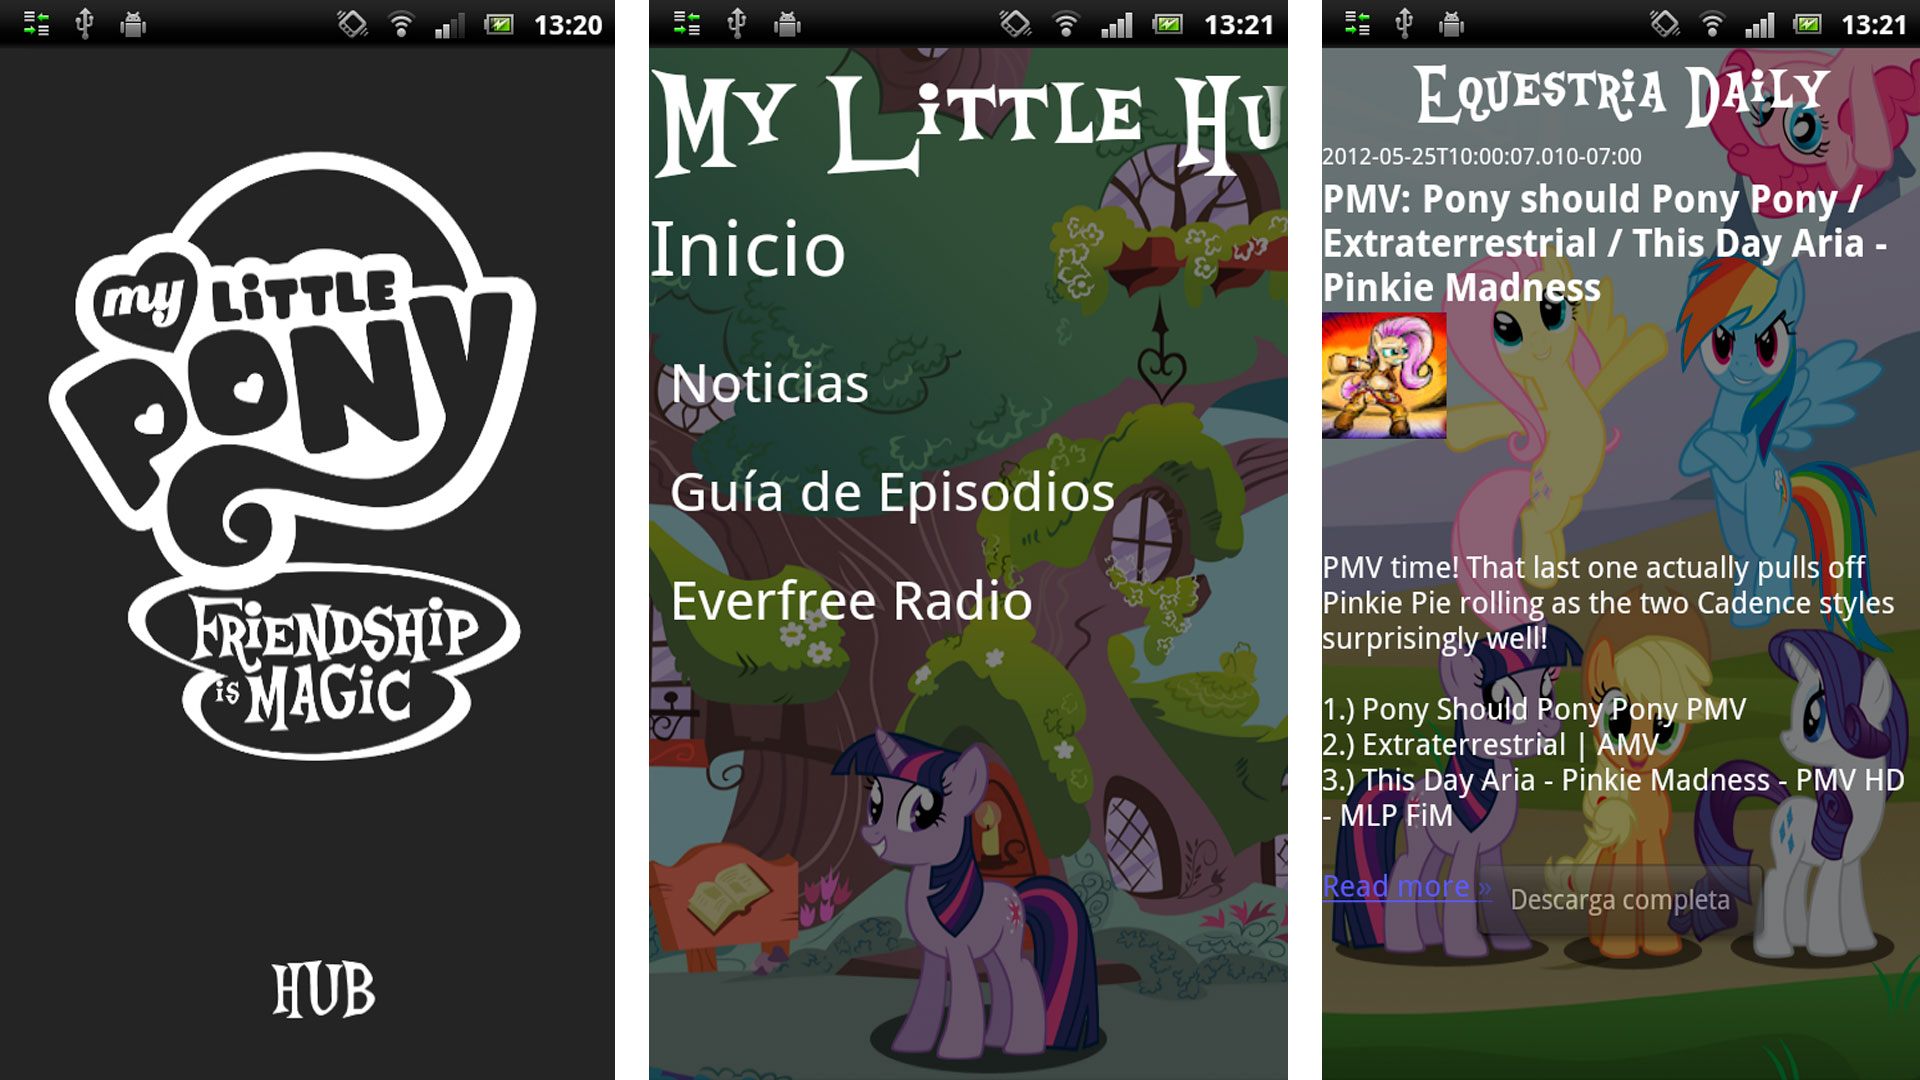 13:20
my LiTTLE
PONY
FRiENDSHiP
is MAGiC
HUB
13:21
My Little Hu
Inicio
Noticias
Guía de Episodios
Everfree Radio
13:21
Equestria Daily
2012-05-25T10:00:07.010-07:00
PMV: Pony should Pony Pony /
Extraterrestrial / This Day Aria -
Pinkie Madness
PMV time! That last one actually pulls off
Pinkie Pie rolling as the two Cadence styles
surprisingly well!
1.) Pony Should Pony Pony PMV
2.) Extraterrestrial | AMV
3.) This Day Aria - Pinkie Madness - PMV HD
- MLP FiM
Read more »
Descarga completa